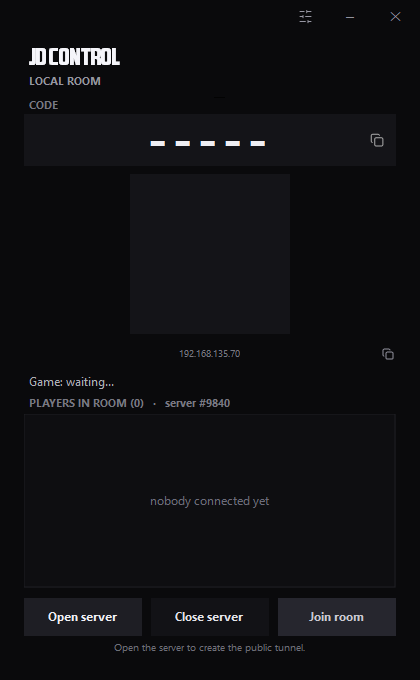 JD CONTROL
LOCAL ROOM
CODE
– – – – –
192.168.135.70
Game: waiting...
PLAYERS IN ROOM (0) · server #9840
nobody connected yet
Open server Close server Join room
Open the server to create the public tunnel.